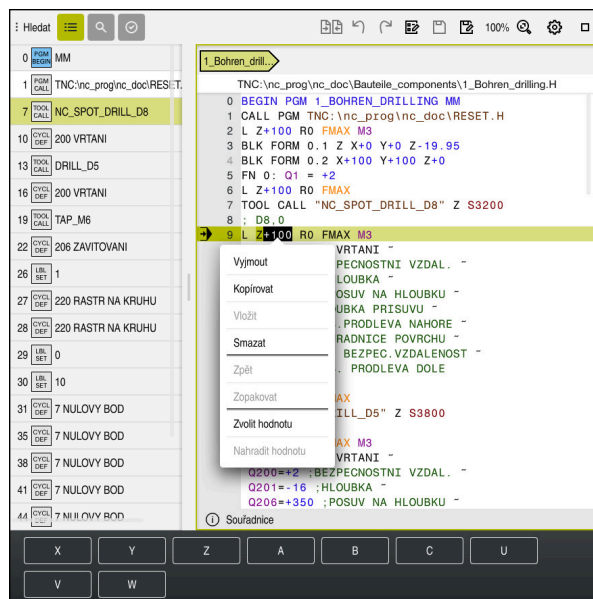 Hledat
100%
0 PGM BEGIN MM
1 PGM CALL TNC:\nc_prog\nc_doc\RESET.
7 TOOL CALL NC_SPOT_DRILL_D8
10 CYCL DEF 200 VRTANI
13 TOOL CALL DRILL_D5
16 CYCL DEF 200 VRTANI
19 TOOL CALL TAP_M6
22 CYCL DEF 206 ZAVITOVANI
26 LBL SET 1
27 CYCL DEF 220 RASTR NA KRUHU
28 CYCL DEF 220 RASTR NA KRUHU
29 LBL SET 0
30 LBL SET 10
31 CYCL DEF 7 NULOVY BOD
35 CYCL DEF 7 NULOVY BOD
38 CYCL DEF 7 NULOVY BOD
41 CYCL DEF 7 NULOVY BOD
44 CYCL DEF 7 NULOVY BOD
1_Bohren_drill...
TNC:\nc_prog\nc_doc\Bauteile_components\1_Bohren_drilling.H
0 BEGIN PGM 1_BOHREN_DRILLING MM
1 CALL PGM TNC:\nc_prog\nc_doc\RESET.H
2 L Z+100 R0 FMAX M3
3 BLK FORM 0.1 Z X+0 Y+0 Z-19.95
4 BLK FORM 0.2 X+100 Y+100 Z+0
5 FN 0: Q1 = +2
6 L Z+100 R0 FMAX
7 TOOL CALL "NC_SPOT_DRILL_D8" Z S3200
8 ; D8,0
9 L Z+100 R0 FMAX M3
VRTANI ~
PECNOSTNI VZDAL. ~
LOUBKA ~
OSUV NA HLOUBKU ~
UBKA PRISUVU ~
.PRODLEVA NAHORE ~
RADNICE POVRCHU ~
BEZPEC.VZDALENOST ~
. PRODLEVA DOLE
AX
ILL_D5" Z S3800
AX M3
VRTANI ~
Q200=+2 ;BEZPECNOSTNI VZDAL. ~
Q201=-16 ;HLOUBKA ~
Q206=+350 ;POSUV NA HLOUBKU ~
Vyjmout
Kopírovat
Vložit
Smazat
Zpět
Zopakovat
Zvolit hodnotu
Nahradit hodnotu
Souřadnice
X Y Z A B C U
V W